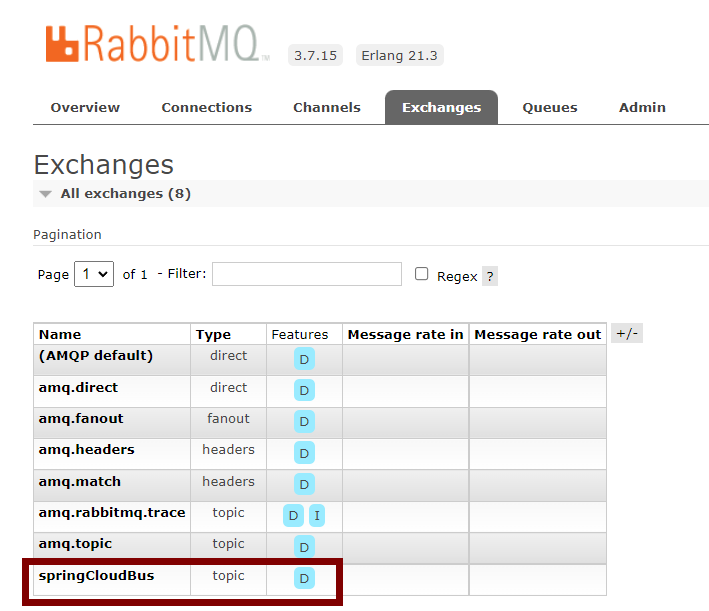 RabbitMQ TM 3.7.15 Erlang 21.3
Overview Connections Channels Exchanges Queues Admin
Exchanges
All exchanges (8)
Pagination
Page 1 of 1 - Filter: Regex ?
Name Type Features Message rate in Message rate out +/-
(AMQP default) direct D
amq.direct direct D
amq.fanout fanout D
amq.headers headers D
amq.match headers D
amq.rabbitmq.trace topic D I
amq.topic topic D
springCloudBus topic D